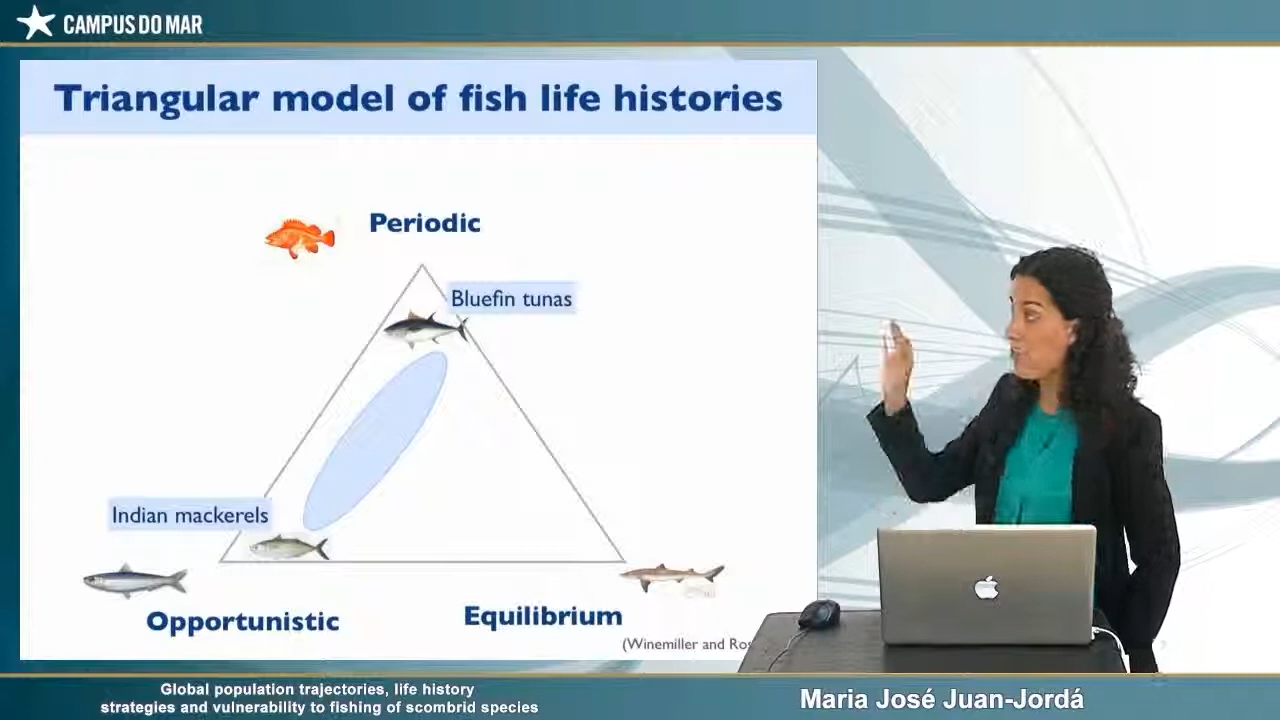 CAMPUS DO MAR
Triangular model of fish life histories
Periodic
Bluefin tunas
Indian mackerels
Opportunistic
Equilibrium
(Winemiller and
Global population trajectories, life history
strategies and vulnerability to fishing of scombrid species
Maria José Juan-Jordá